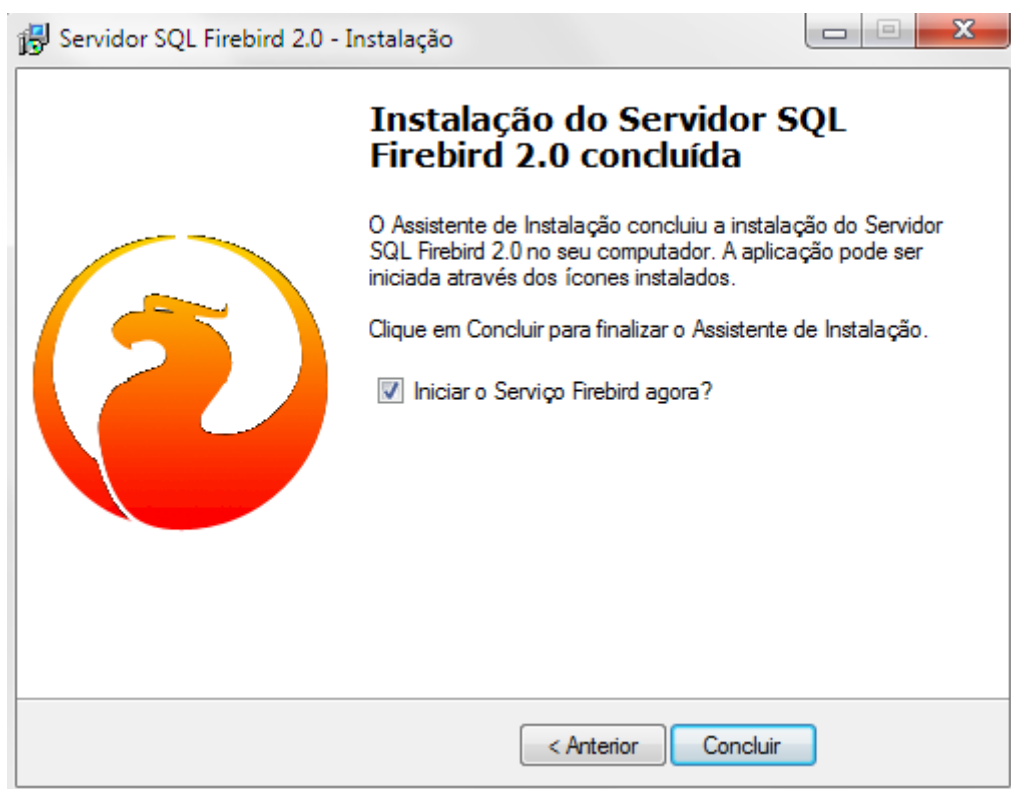 Servidor SQL Firebird 2.0 - Instalação
Instalação do Servidor SQL
Firebird 2.0 concluída
O Assistente de Instalação concluiu a instalação do Servidor
SQL Firebird 2.0 no seu computador. A aplicação pode ser
iniciada através dos ícones instalados.
Clique em Concluir para finalizar o Assistente de Instalação.
Iniciar o Serviço Firebird agora?
< Anterior
Concluir